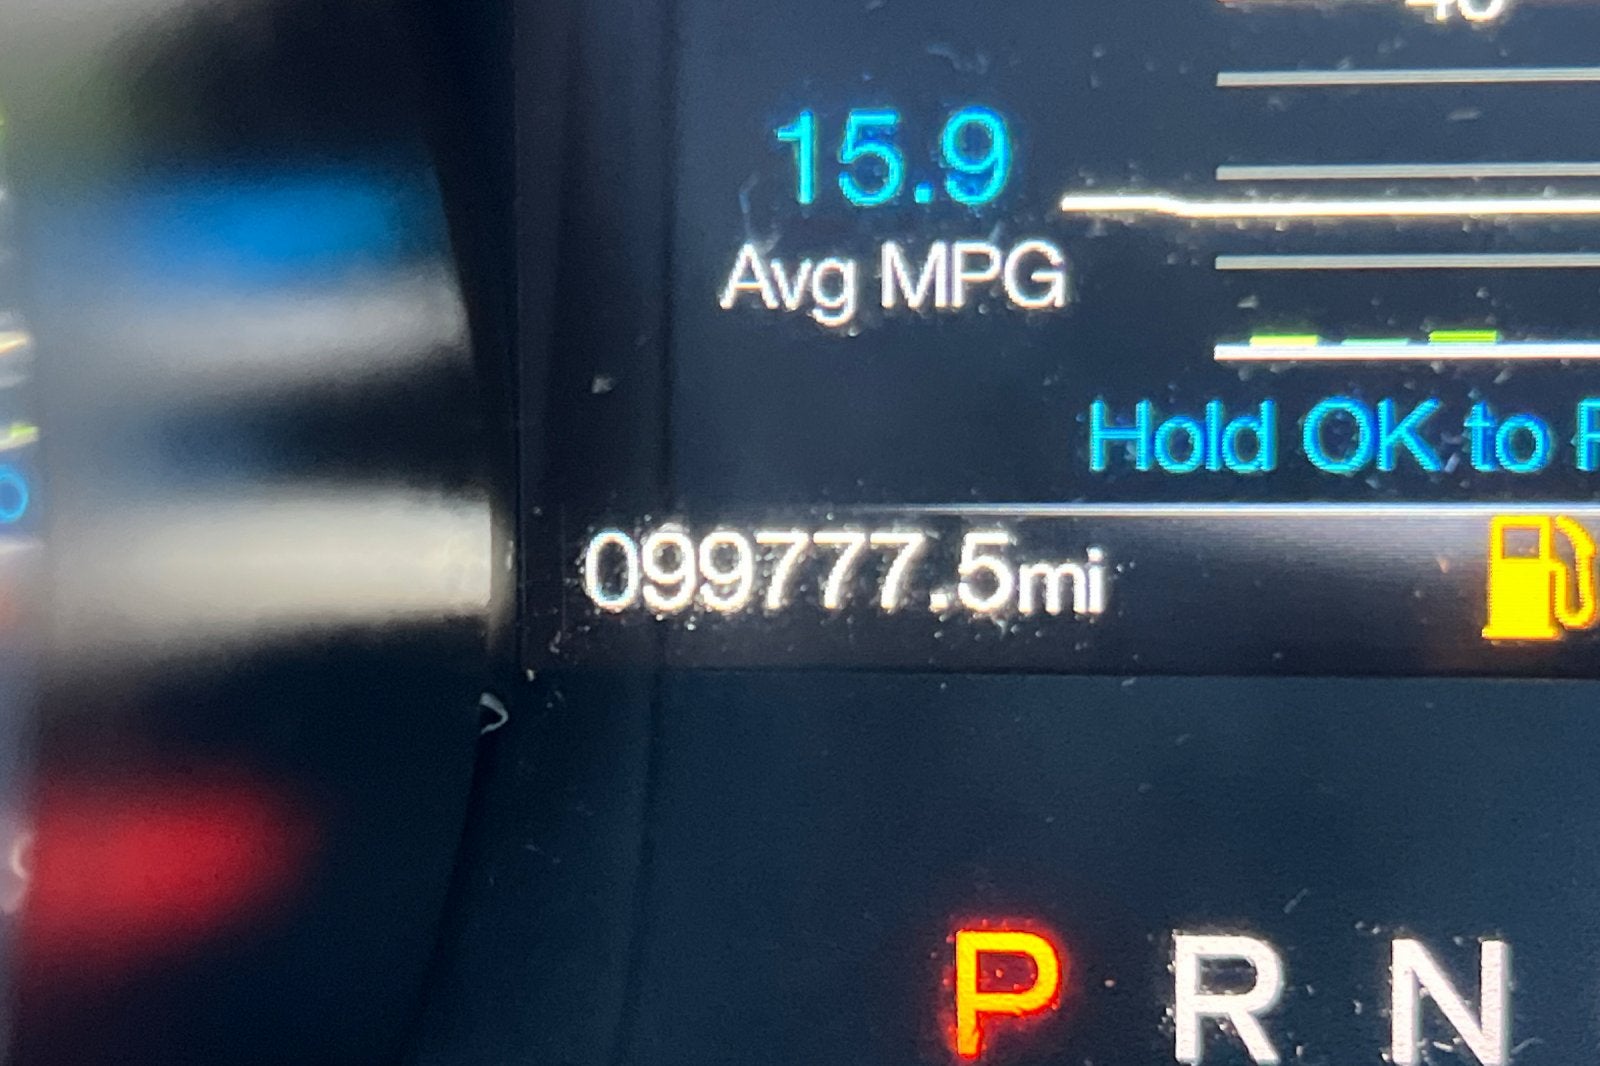 15.9
Avg MPG
Hold OK to
099777.5mi
P R N